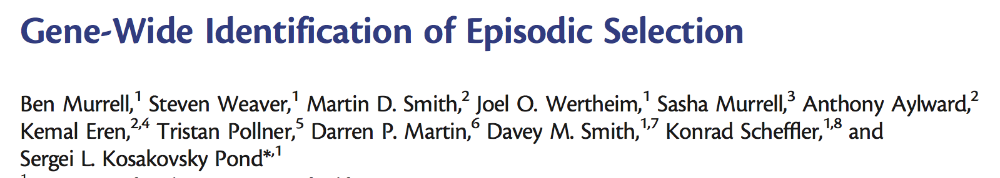 Gene-Wide Identification of Episodic Selection
Ben Murrell,1 Steven Weaver,1 Martin D. Smith,2 Joel O. Wertheim,1 Sasha Murrell,3 Anthony Aylward,2
Kemal Eren,2,4 Tristan Pollner,5 Darren P. Martin,6 Davey M. Smith,1,7 Konrad Scheffler,1,8 and
Sergei L. Kosakovsky Pond*,1